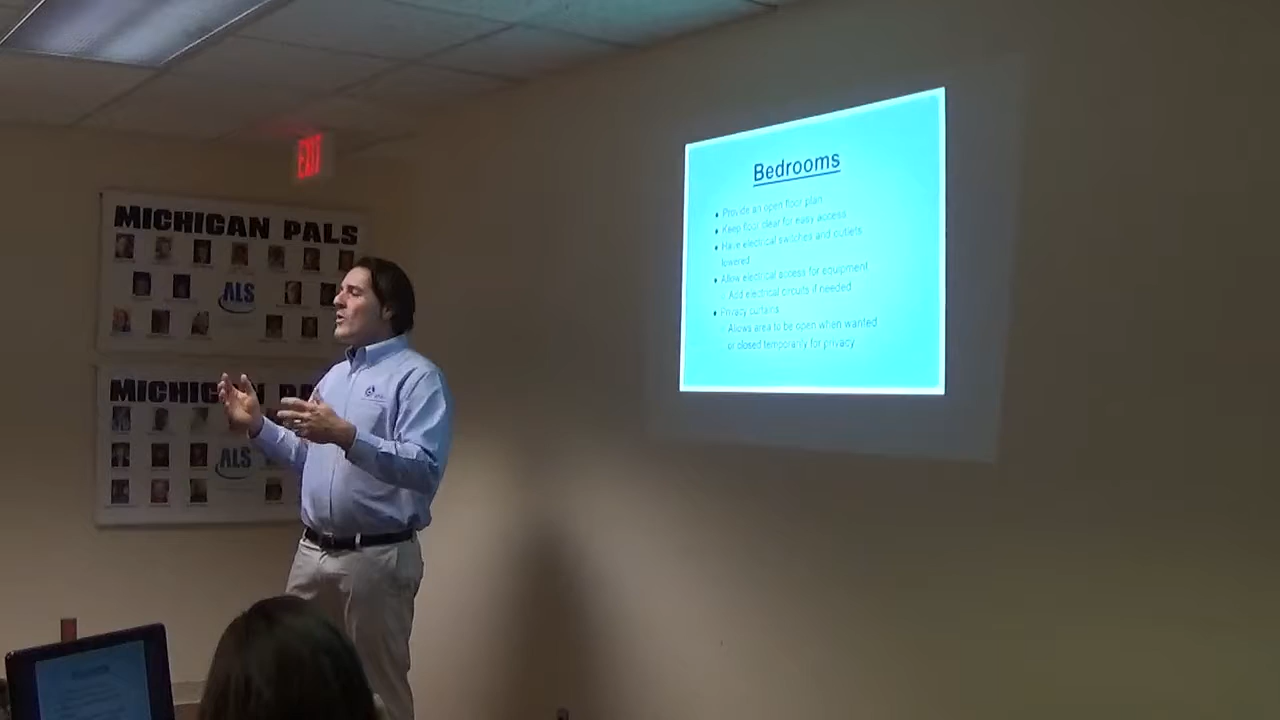 EXIT
MICHIGAN PALS
ALS
MICHIGAN PA
ALS
Bedrooms
• Provide an open floor plan
• Keep floor clear for easy access
• Have electrical switches and outlets
lowered
• Allow electrical access for equipment
○ Add electrical circuits if needed
• Privacy curtains
○ Allows area to be open when wanted
or closed temporarily for privacy